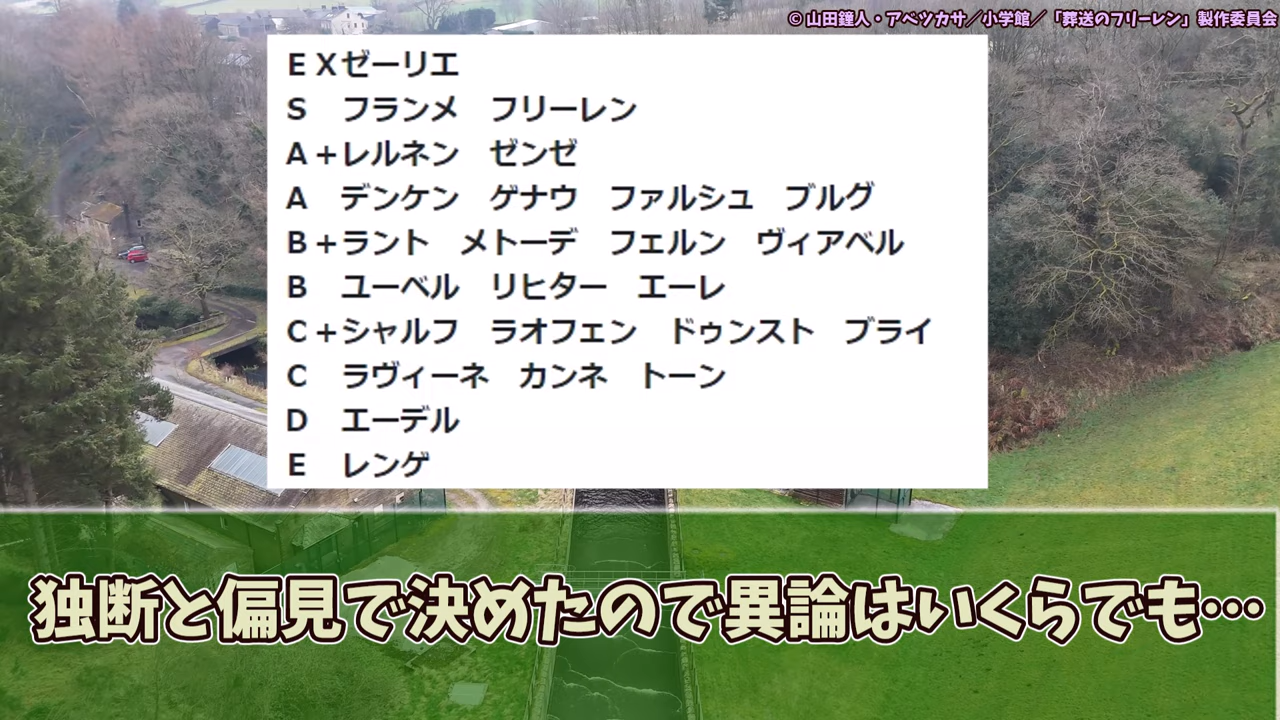 © 山田鐘人・アベツカサ／小学館／「葬送のフリーレン」製作委員会
EXゼーリエ
S　フランメ　フリーレン
A+レルネン　ゼンゼ
A　デンケン　ゲナウ　ファルシュ　ブルグ
B+ラント　メトーデ　フェルン　ヴィアベル
B　ユーベル　リヒター　エーレ
C+シャルフ　ラオフェン　ドゥンスト　ブライ
C　ラヴィーネ　カンネ　トーン
D　エーデル
E　レンゲ
独断と偏見で決めたので異論はいくらでも…